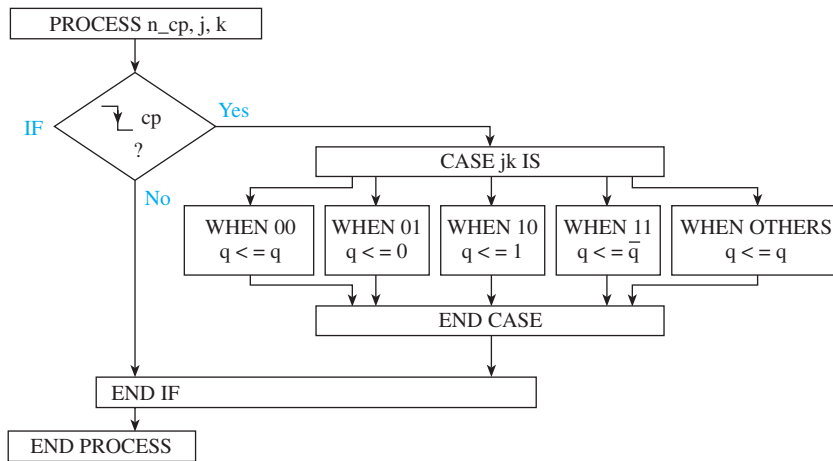 PROCESS n_cp, j, k
IF
cp
?
Yes
No
CASE jk IS
WHEN 00
q <= q
WHEN 01
q <= 0
WHEN 10
q <= 1
WHEN 11
q <= q̅
WHEN OTHERS
q <= q
END CASE
END IF
END PROCESS